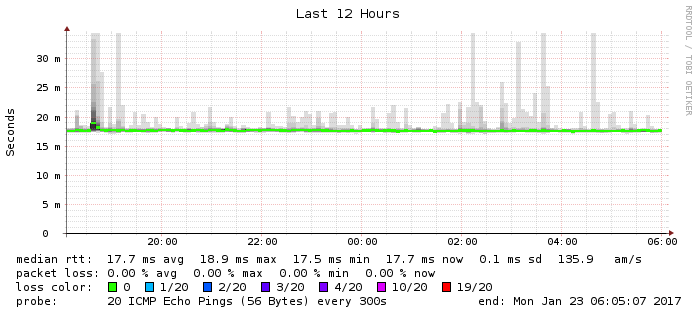 Last 12 Hours
RRDTOOL / TOBI OETIKER
Seconds
30 m
25 m
20 m
15 m
10 m
5 m
0
20:00 22:00 00:00 02:00 04:00 06:00
median rtt: 17.7 ms avg 18.9 ms max 17.5 ms min 17.7 ms now 0.1 ms sd 135.9 am/s
packet loss: 0.00 % avg 0.00 % max 0.00 % min 0.00 % now
loss color: 0 1/20 2/20 3/20 4/20 10/20 19/20
probe: 20 ICMP Echo Pings (56 Bytes) every 300s end: Mon Jan 23 06:05:07 2017